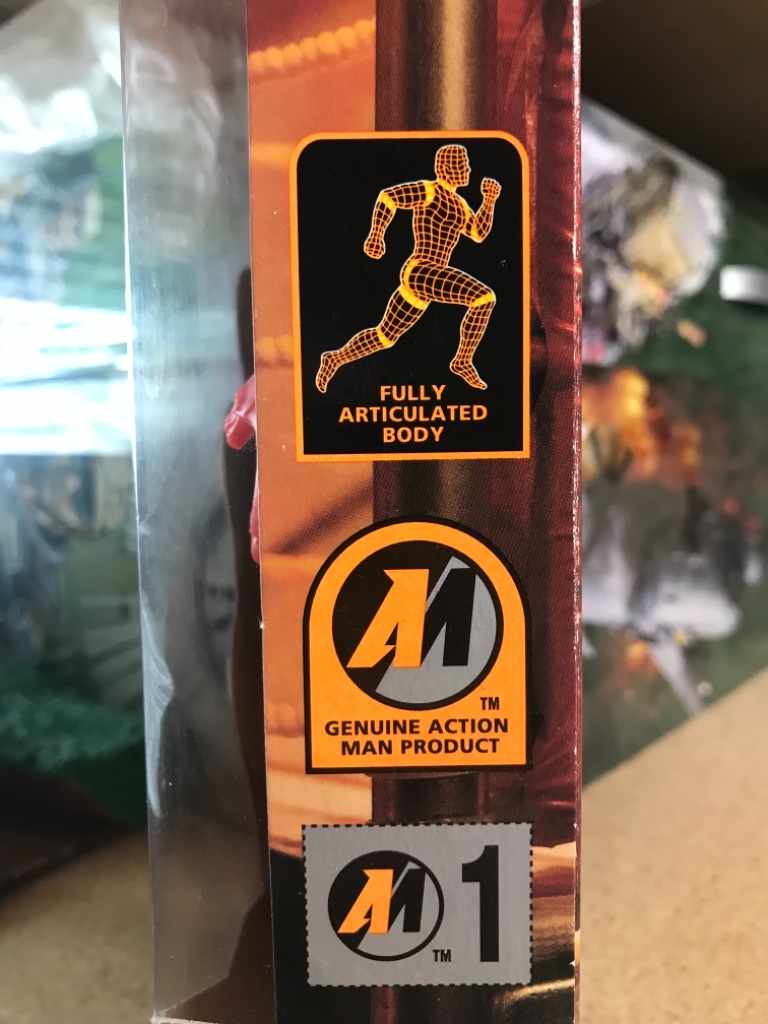 FULLY
ARTICULATED
BODY
AM
TM
GENUINE ACTION
MAN PRODUCT
AM
TM
1